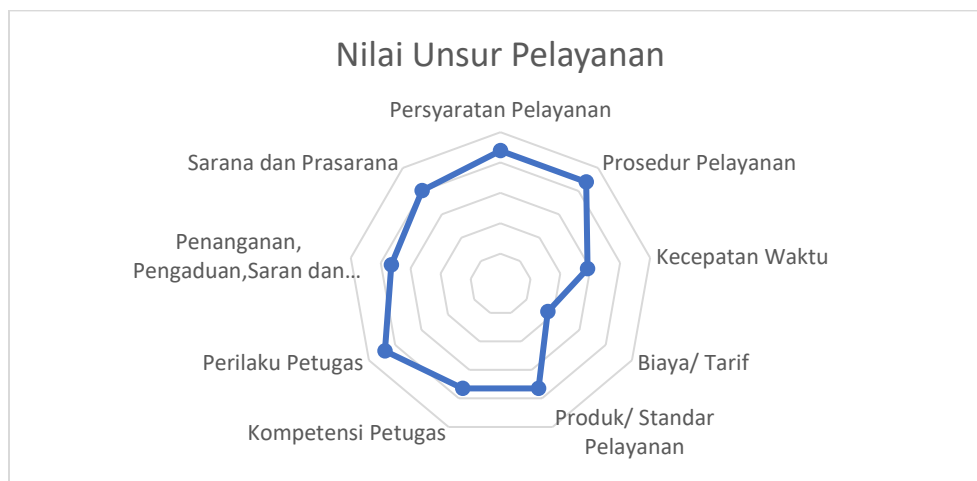 Nilai Unsur Pelayanan
Persyaratan Pelayanan
Prosedur Pelayanan
Kecepatan Waktu
Biaya/ Tarif
Produk/ Standar
Pelayanan
Kompetensi Petugas
Perilaku Petugas
Penanganan,
Pengaduan,Saran dan...
Sarana dan Prasarana